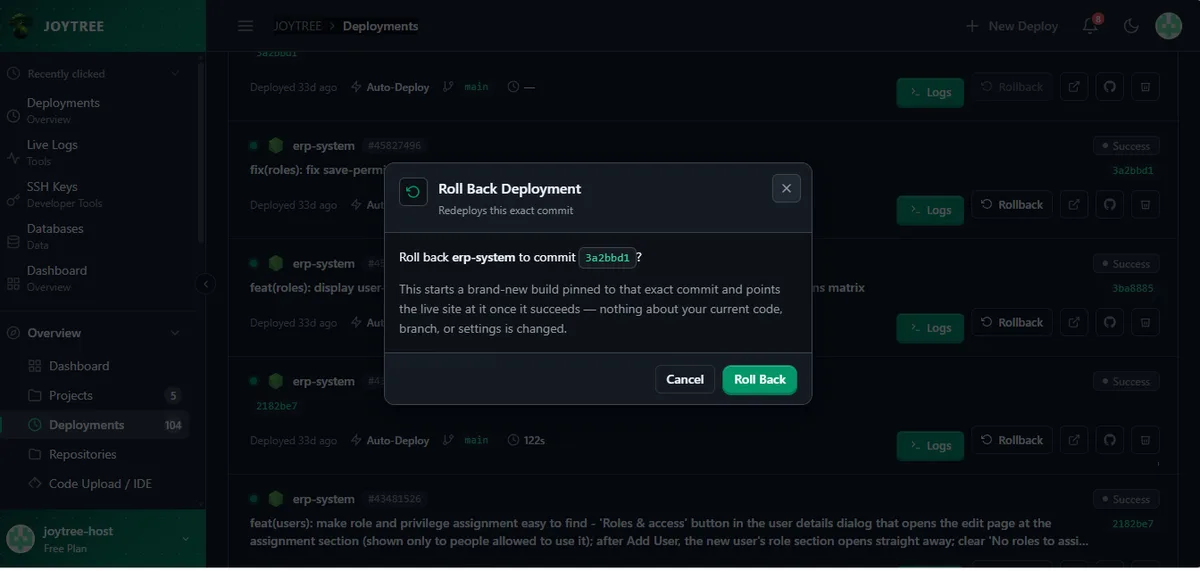 JOYTREE
JOYTREE > Deployments
New Deploy
8
Recently clicked
Deployments
Overview
Live Logs
Tools
SSH Keys
Developer Tools
Databases
Data
Dashboard
Overview
Overview
Dashboard
Projects 5
Deployments 104
Repositories
Code Upload / IDE
joytree-host
Free Plan
3a2bbd1
Deployed 33d ago Auto-Deploy main —
Logs Rollback
erp-system #45827496 Success
fix(roles): fix save-permi
3a2bbd1
Deployed 33d ago
Logs Rollback
erp-system Success
feat(roles): display user- ns matrix
3ba8885
Deployed 33d ago
Logs Rollback
erp-system Success
2182be7
Deployed 33d ago Auto-Deploy main 122s
Logs Rollback
erp-system #43481526 Success
feat(users): make role and privilege assignment easy to find - 'Roles & access' button in the user details dialog that opens the edit page at the
assignment section (shown only to people allowed to use it); after Add User, the new user's role section opens straight away; clear 'No roles to assi...
2182be7
Roll Back Deployment
Redeploys this exact commit
Roll back erp-system to commit 3a2bbd1 ?
This starts a brand-new build pinned to that exact commit and points
the live site at it once it succeeds — nothing about your current code,
branch, or settings is changed.
Cancel Roll Back